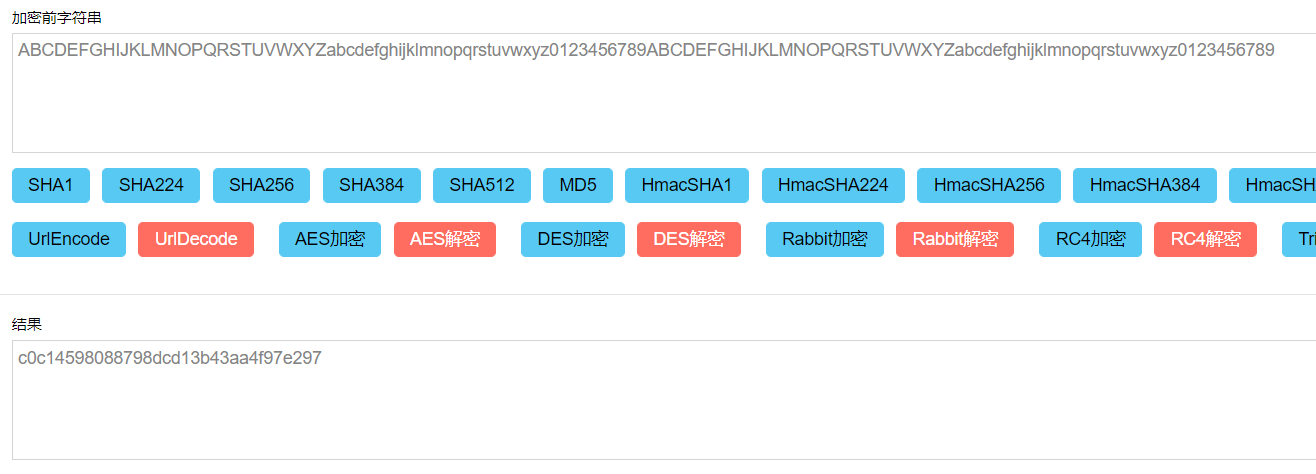 加密前字符串
ABCDEFGHIJKLMNOPQRSTUVWXYZabcdefghijklmnopqrstuvwxyz0123456789ABCDEFGHIJKLMNOPQRSTUVWXYZabcdefghijklmnopqrstuvwxyz0123456789
SHA1 SHA224 SHA256 SHA384 SHA512 MD5 HmacSHA1 HmacSHA224 HmacSHA256 HmacSHA384 HmacSH
UrlEncode UrlDecode AES加密 AES解密 DES加密 DES解密 Rabbit加密 Rabbit解密 RC4加密 RC4解密 Tri
结果
c0c14598088798dcd13b43aa4f97e297